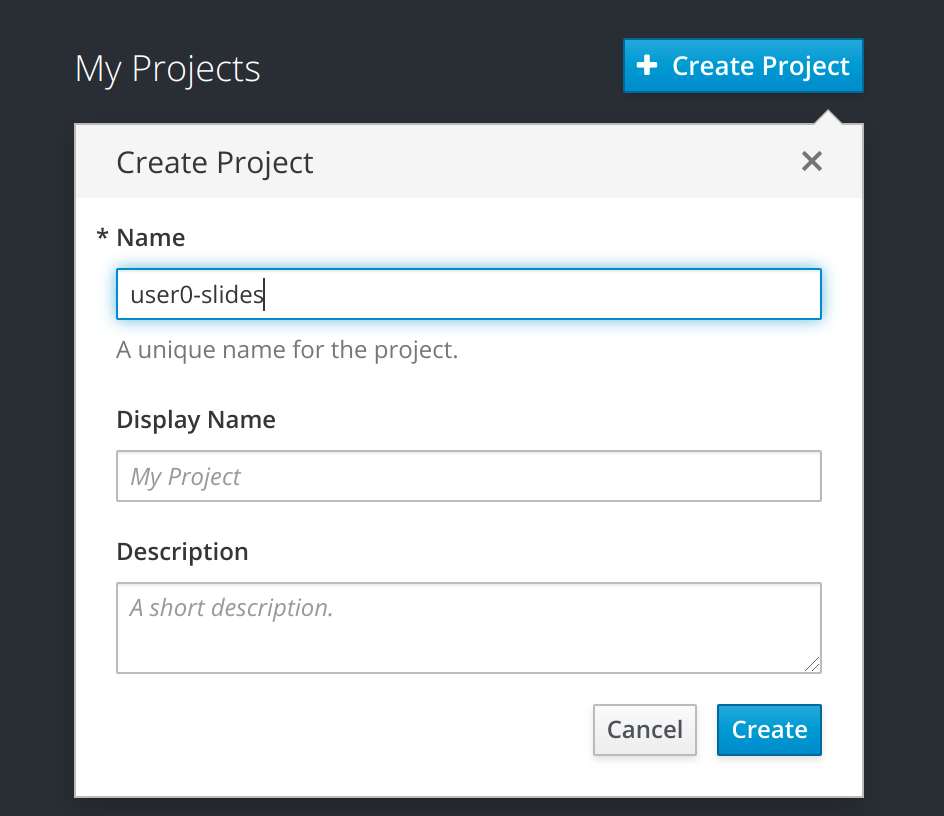 My Projects
Create Project
Create Project
* Name
user0-slides
A unique name for the project.
Display Name
My Project
Description
A short description.
Cancel
Create